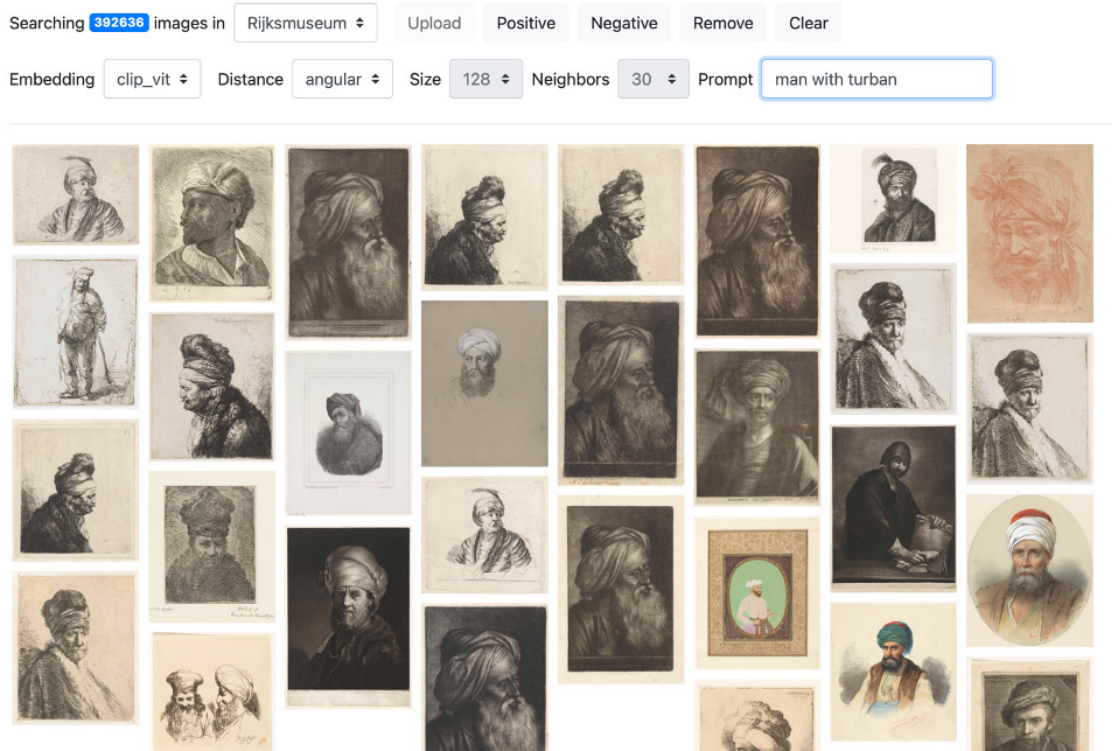 Searching 392636 images in Rijksmuseum Upload Positive Negative Remove Clear
Embedding clip_vit Distance angular Size 128 Neighbors 30 Prompt man with turban